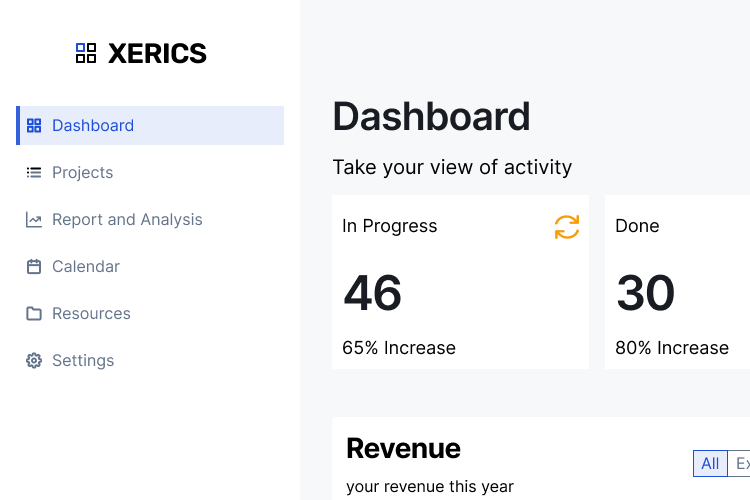 XERICS
Dashboard
Projects
Report and Analysis
Calendar
Resources
Settings
Dashboard
Take your view of activity
In Progress
46
65% Increase
Done
30
80% Increase
Revenue
your revenue this year
All